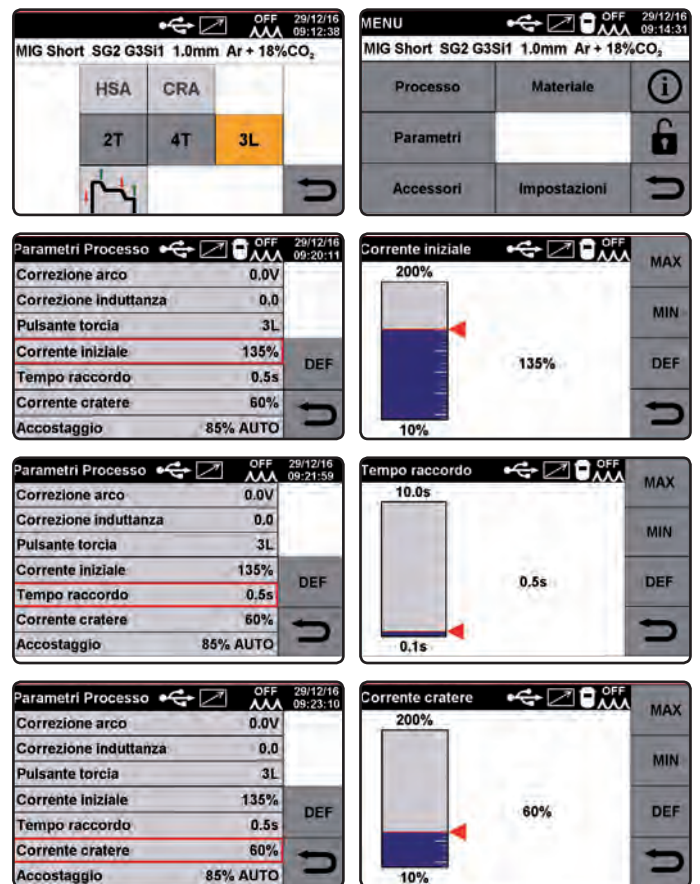 OFF 29/12/16
09:12:38
MIG Short SG2 G3Si1 1.0mm Ar + 18%CO₂
HSA CRA
2T 4T 3L
MENU OFF 29/12/16
09:14:31
MIG Short SG2 G3Si1 1.0mm Ar + 18%CO₂
Processo Materiale
Parametri
Accessori Impostazioni
Parametri Processo OFF 29/12/16
09:20:11
Correzione arco 0.0V
Correzione induttanza 0.0
Pulsante torcia 3L
Corrente iniziale 135%
DEF
Tempo raccordo 0.5s
Corrente cratere 60%
Accostaggio 85% AUTO
Corrente iniziale OFF
MAX
200%
MIN
135%
DEF
10%
Parametri Processo OFF 29/12/16
09:21:59
Correzione arco 0.0V
Correzione induttanza 0.0
Pulsante torcia 3L
Corrente iniziale 135%
DEF
Tempo raccordo 0.5s
Corrente cratere 60%
Accostaggio 85% AUTO
Tempo raccordo OFF
MAX
10.0s
MIN
0.5s
DEF
0.1s
Parametri Processo OFF 29/12/16
09:23:10
Correzione arco 0.0V
Correzione induttanza 0.0
Pulsante torcia 3L
Corrente iniziale 135%
DEF
Tempo raccordo 0.5s
Corrente cratere 60%
Accostaggio 85% AUTO
Corrente cratere OFF
MAX
200%
MIN
60%
DEF
10%